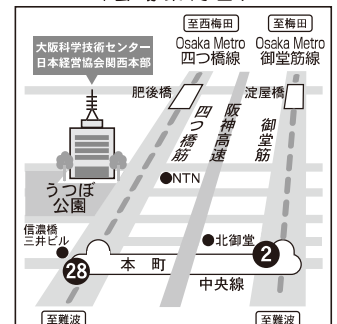 至西梅田
至梅田
Osaka Metro
四つ橋線
Osaka Metro
御堂筋線
大阪科学技術センター
日本経営協会関西本部
肥後橋
淀屋橋
四つ橋筋
阪神高速
御堂筋
NTN
うつぼ
公園
信濃橋
三井ビル
北御堂
28
本町
2
中央線
至難波
至難波